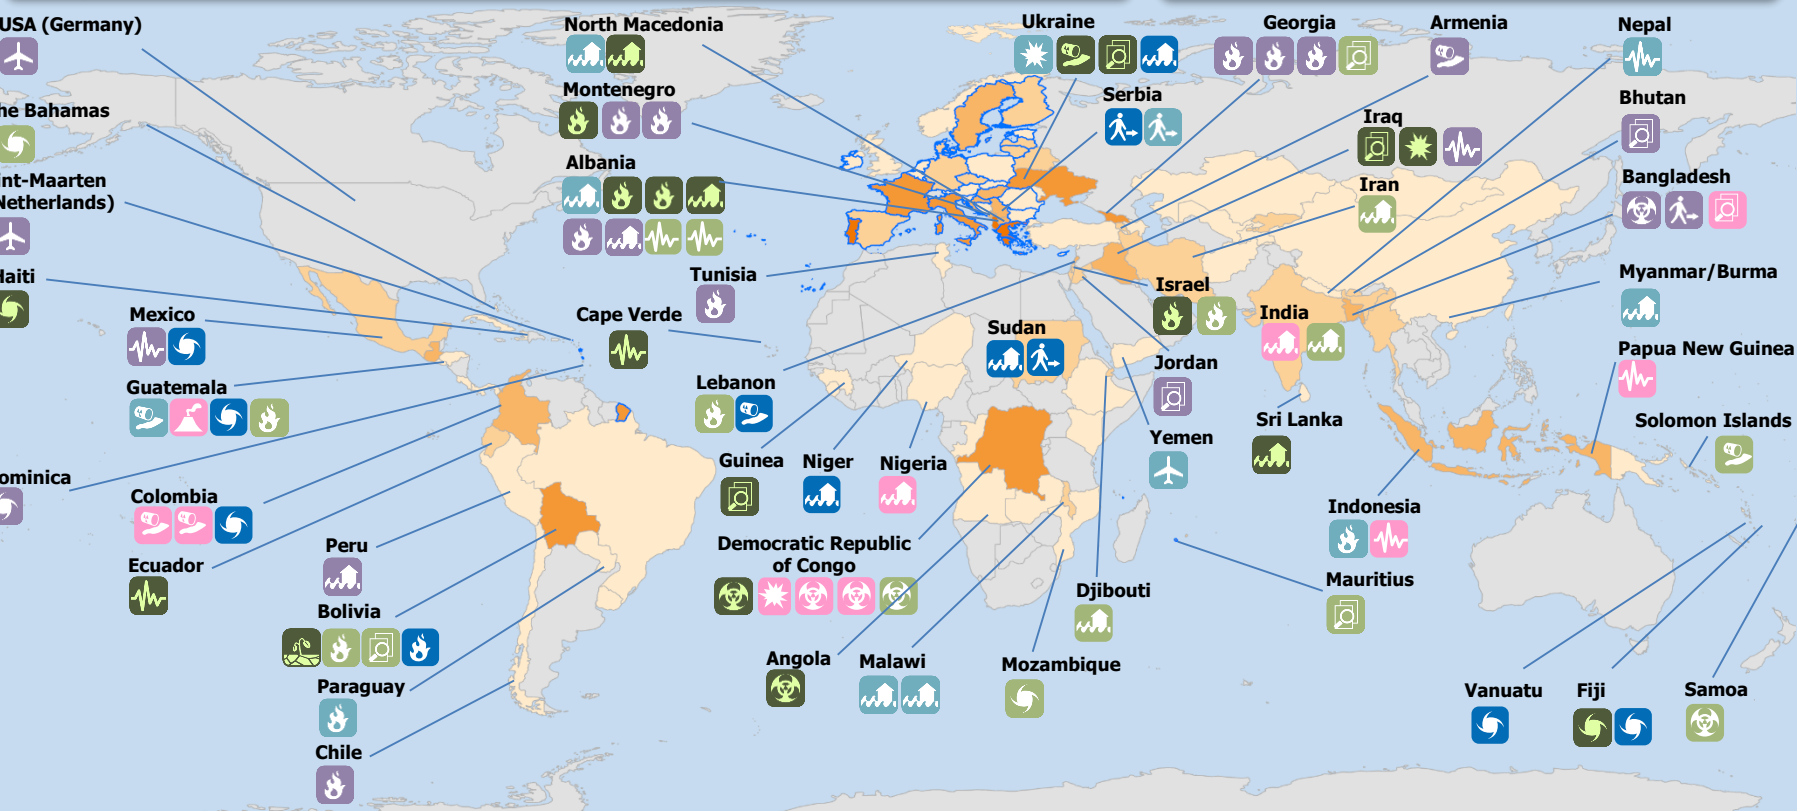 USA (Germany)
North Macedonia
Ukraine
Georgia
Armenia
Nepal
he Bahamas
Montenegro
Serbia
Bhutan
Iraq
Albania
int-Maarten
Netherlands)
Iran
Bangladesh
Haiti
Tunisia
Israel
Myanmar/Burma
Mexico
Cape Verde
Sudan
India
Guatemala
Lebanon
Jordan
Papua New Guinea
Sri Lanka
Solomon Islands
ominica
Colombia
Guinea
Niger
Nigeria
Yemen
Indonesia
Ecuador
Peru
Democratic Republic
of Congo
Djibouti
Mauritius
Bolivia
Angola
Malawi
Mozambique
Paraguay
Vanuatu
Fiji
Samoa
Chile